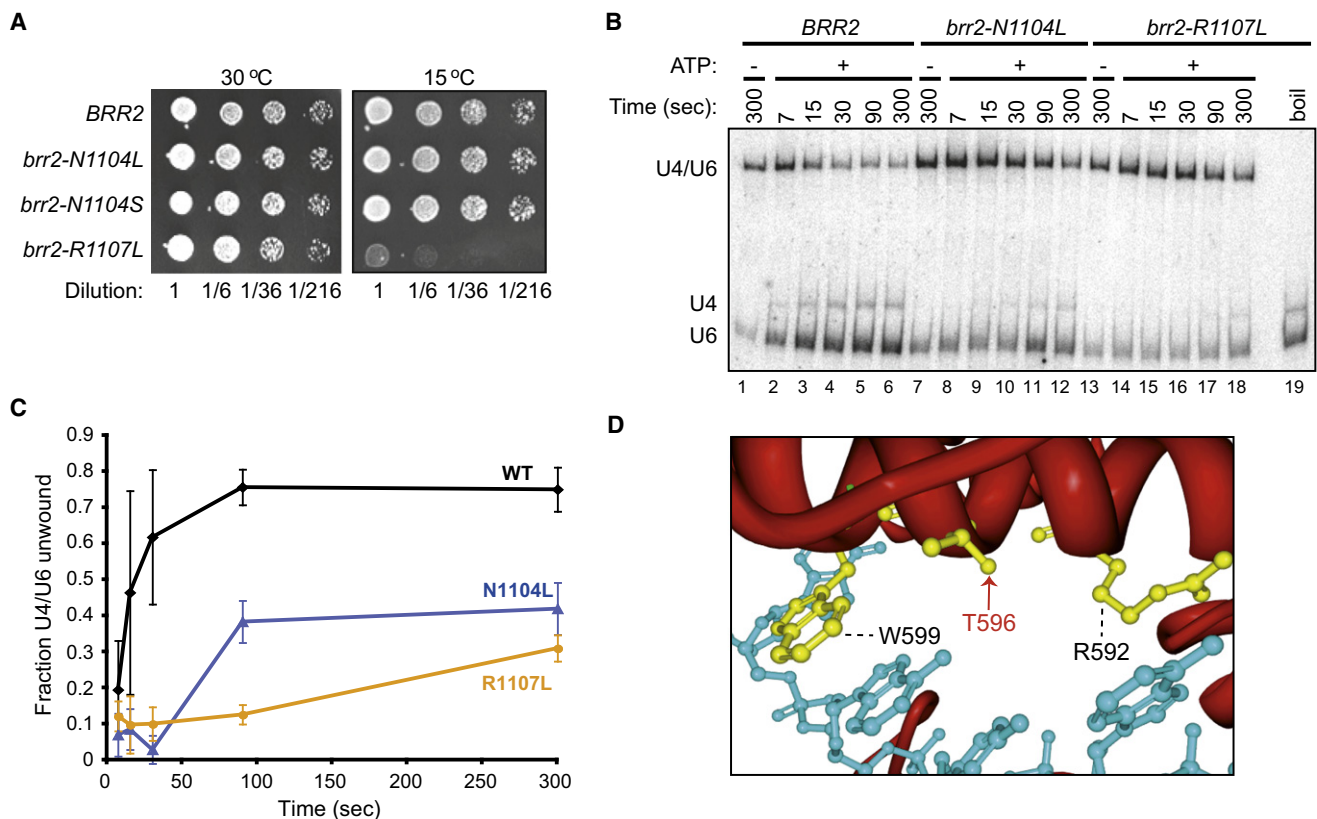 A
30 ºC 15 ºC
BRR2
brr2-N1104L
brr2-N1104S
brr2-R1107L
Dilution: 1 1/6 1/36 1/216 1 1/6 1/36 1/216
B
BRR2 brr2-N1104L brr2-R1107L
ATP: - + - + - +
Time (sec): 300 7 15 30 90 300 300 7 15 30 90 300 300 7 15 30 90 300 boil
U4/U6
U4
U6
1 2 3 4 5 6 7 8 9 10 11 12 13 14 15 16 17 18 19
C
Fraction U4/U6 unwound
0.9
0.8
0.7
0.6
0.5
0.4
0.3
0.2
0.1
0
WT
N1104L
R1107L
0 50 100 150 200 250 300
Time (sec)
D
W599
T596
R592